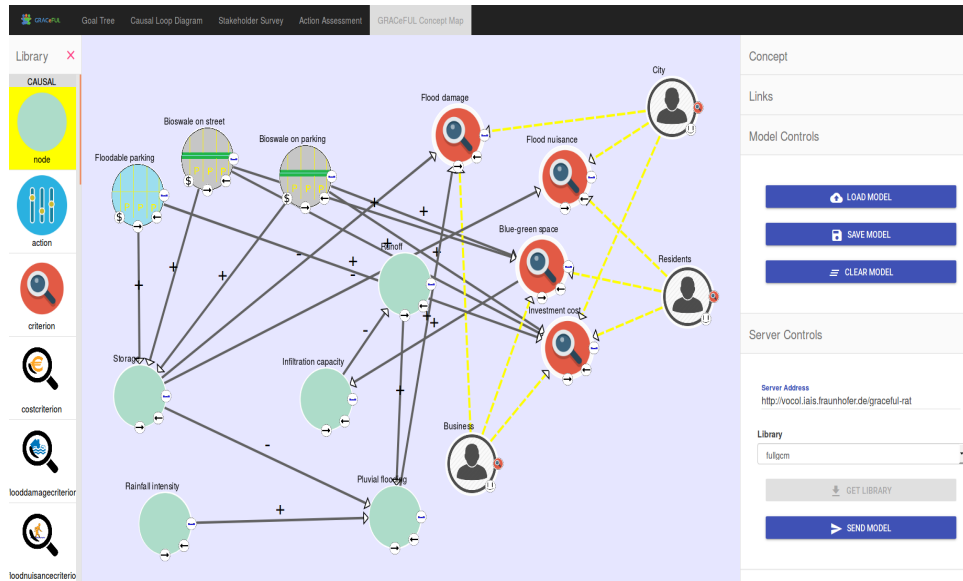 GRACeFUL Goal Tree Causal Loop Diagram Stakeholder Survey Action Assessment GRACeFUL Concept Map
Library
CAUSAL
node
action
criterion
costcriterion
looddamagecriterior
loodnuisancecriterio
City
Flood damage
Bioswale on street
Bioswale on parking
Flood nuisance
Floodable parking
P P P
P P P
P P P
$
$
$
Blue-green space
Runoff
Residents
Investment cost
Storage
Infiltration capacity
Business
Rainfall intensity
Pluvial flooding
+
+
+
+
+
+
+
+
+
+
+
-
-
-
-
Concept
Links
Model Controls
LOAD MODEL
SAVE MODEL
CLEAR MODEL
Server Controls
Server Address
http://vocol.iais.fraunhofer.de/graceful-rat
Library
fullgcm
GET LIBRARY
SEND MODEL